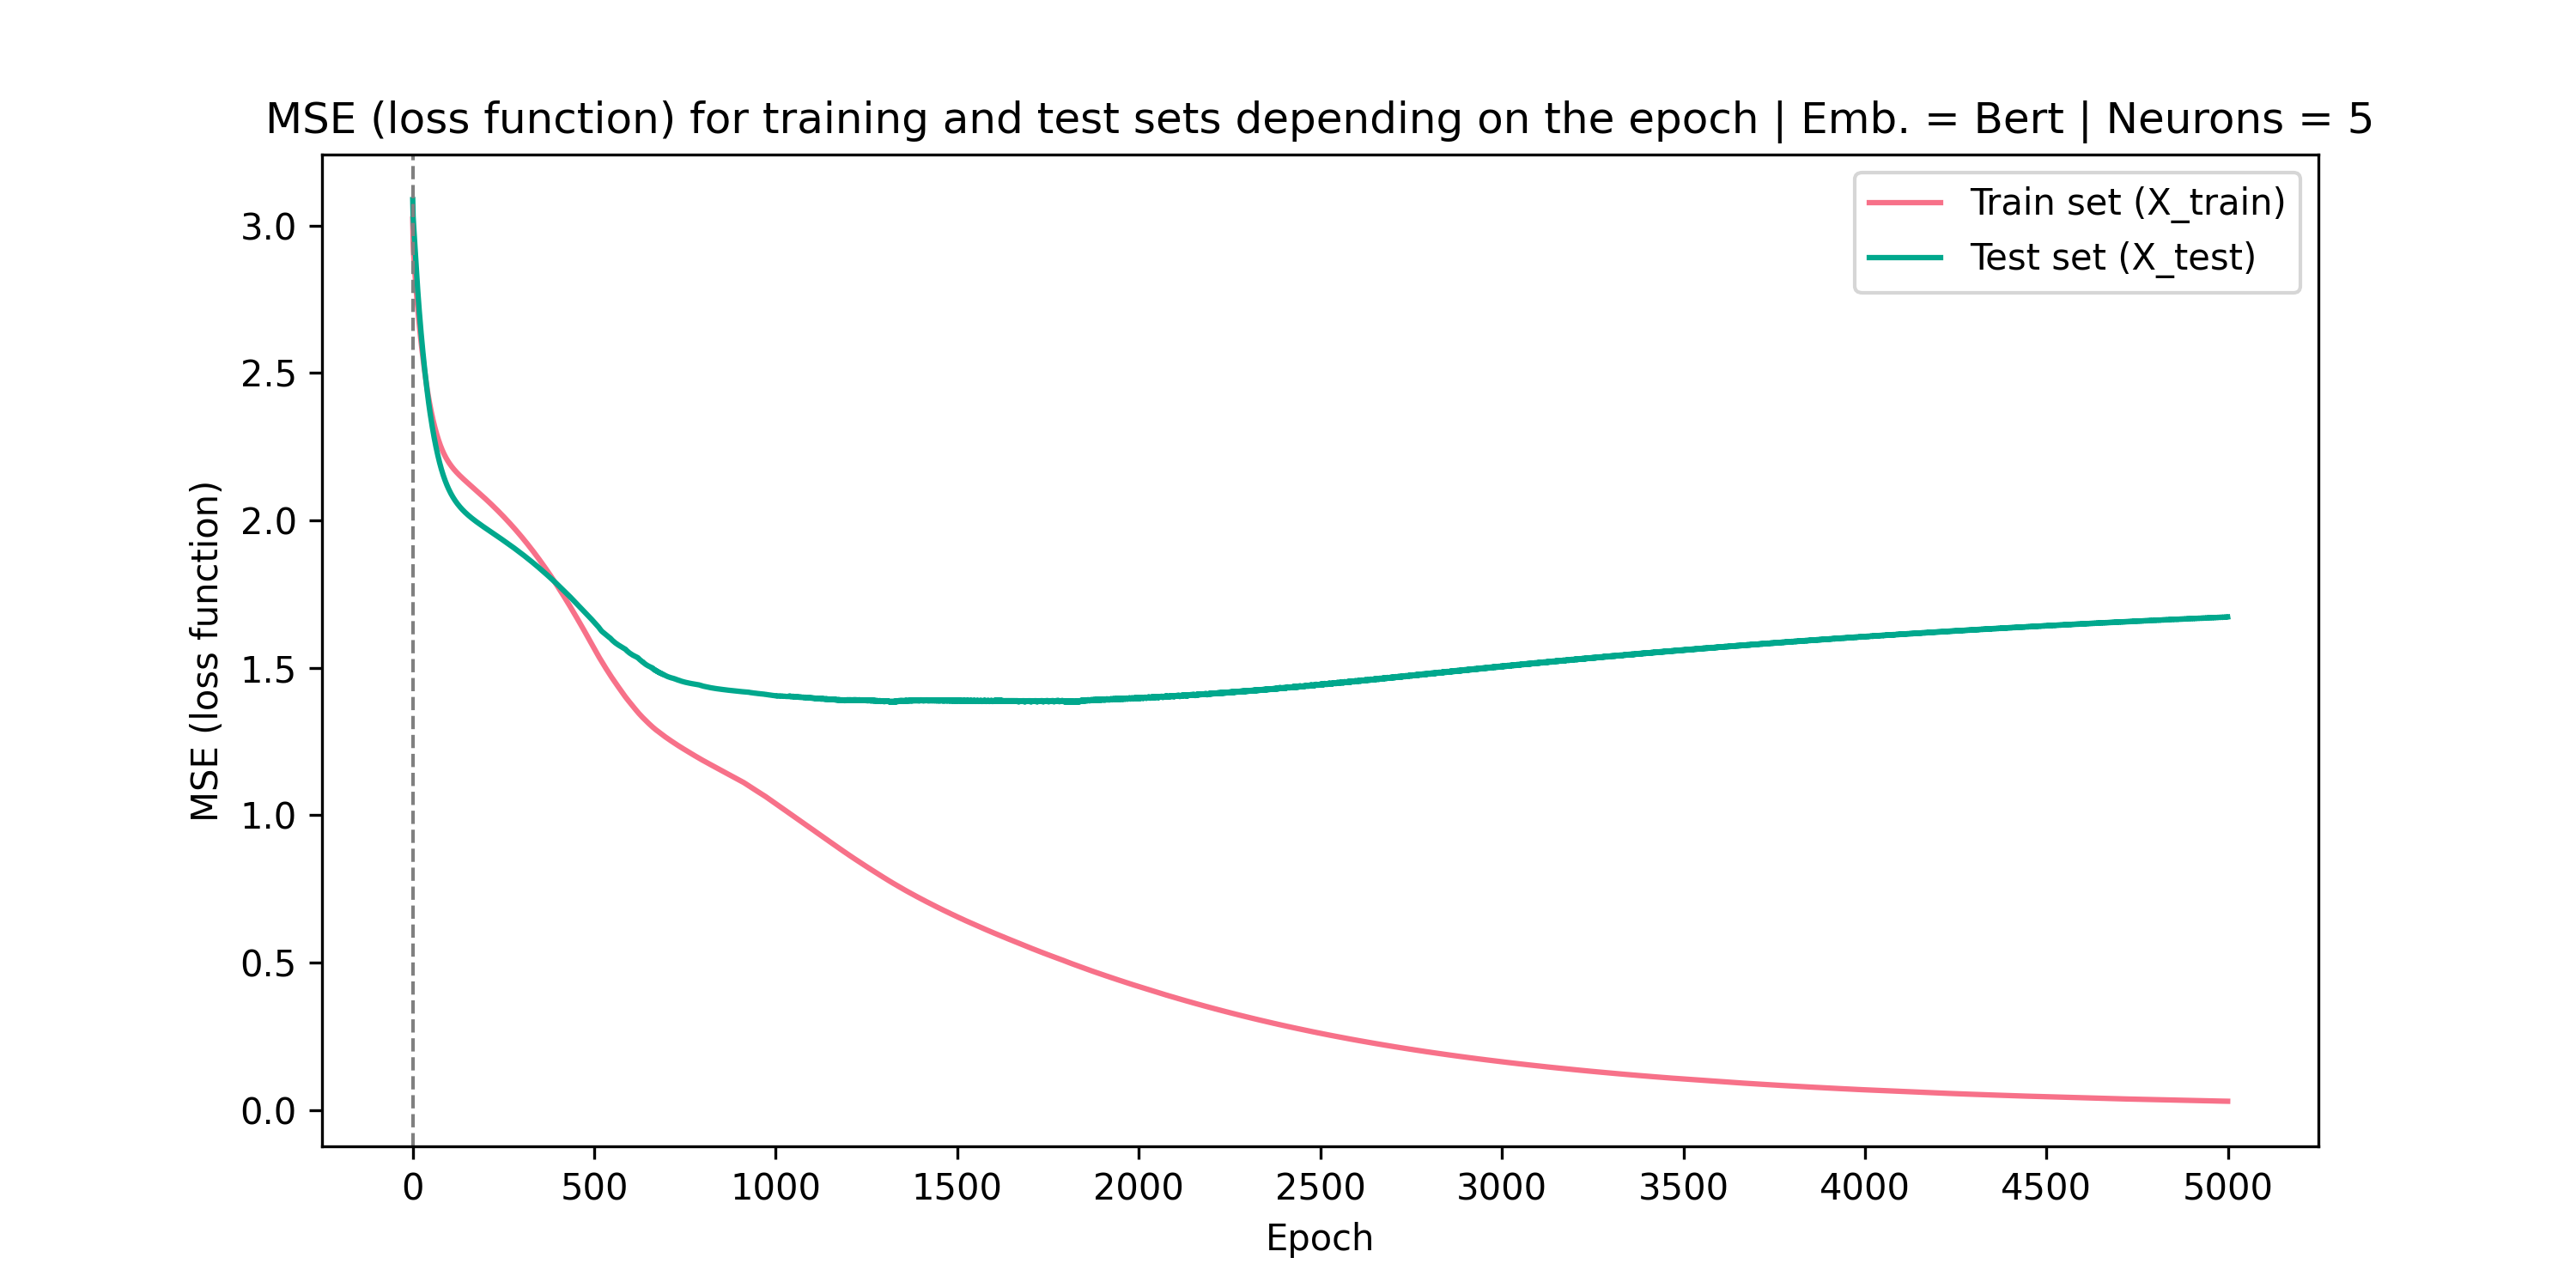 MSE (loss function) for training and test sets depending on the epoch | Emb. = Bert | Neurons = 5
Train set (X_train)
Test set (X_test)
MSE (loss function)
3.0
2.5
2.0
1.5
1.0
0.5
0.0
0 500 1000 1500 2000 2500 3000 3500 4000 4500 5000
Epoch